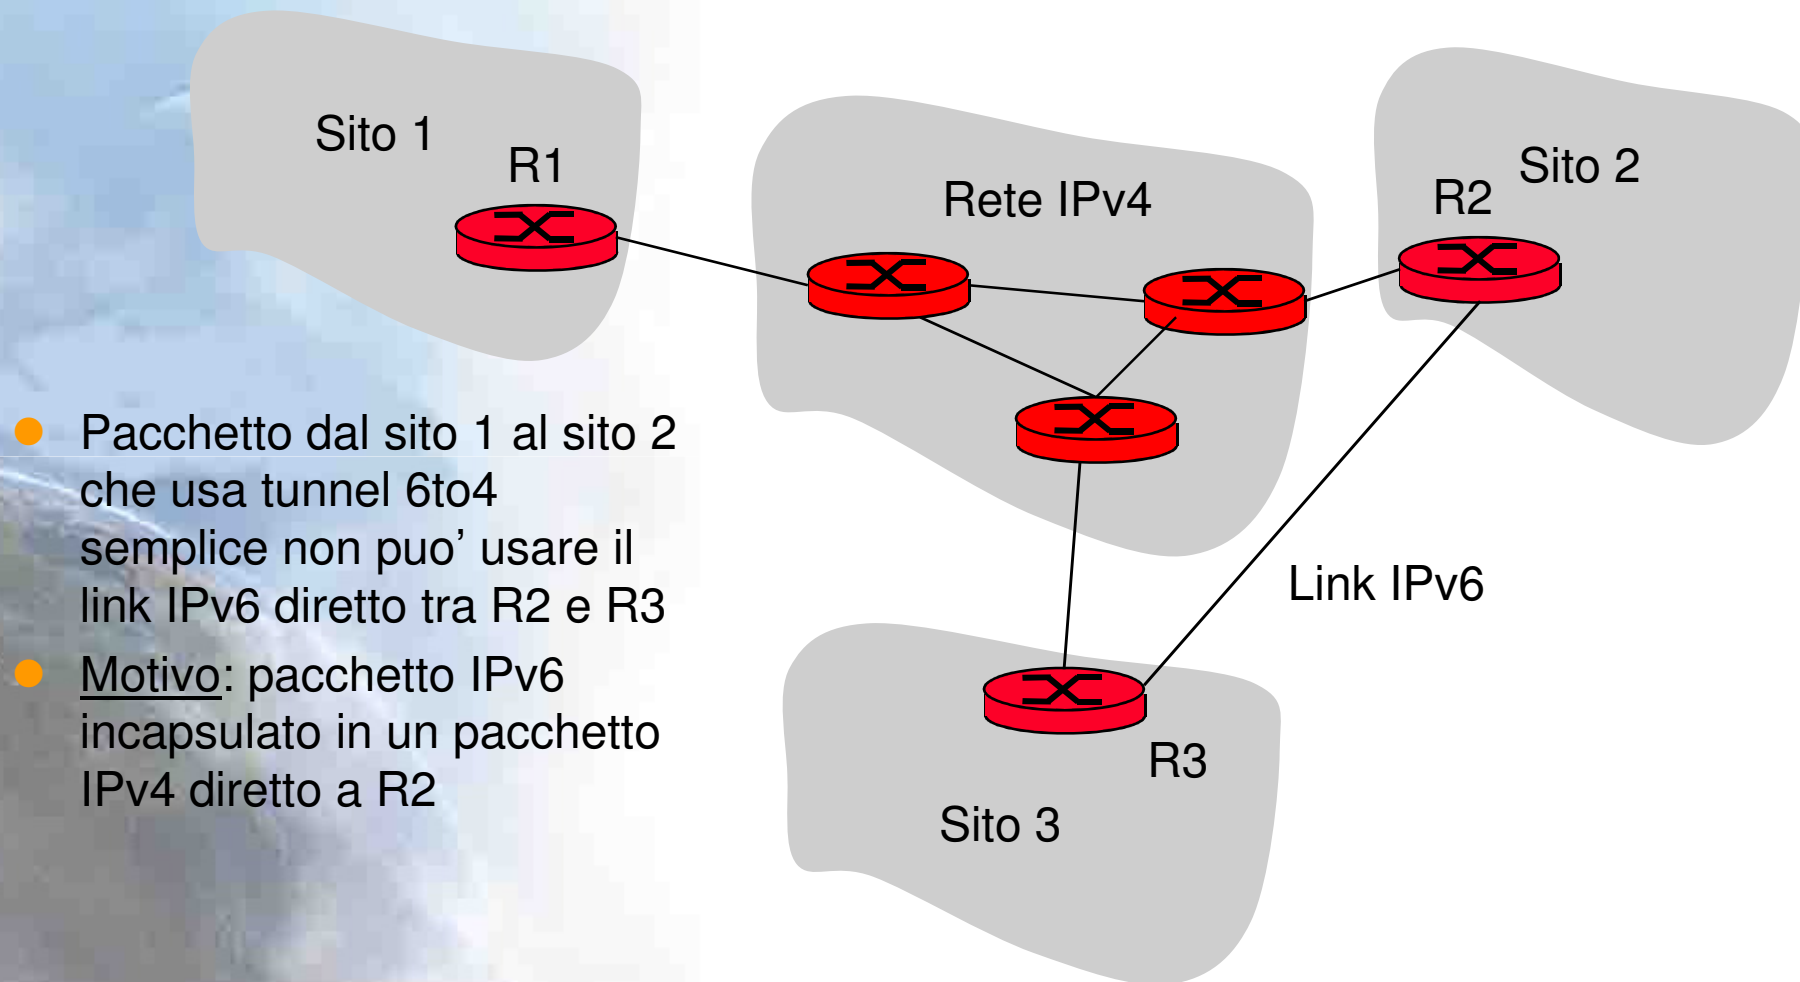 Sito 1
R1
Rete IPv4
Sito 2
R2
Pacchetto dal sito 1 al sito 2
che usa tunnel 6to4
semplice non puo’ usare il
link IPv6 diretto tra R2 e R3
Motivo: pacchetto IPv6
incapsulato in un pacchetto
IPv4 diretto a R2
Link IPv6
R3
Sito 3